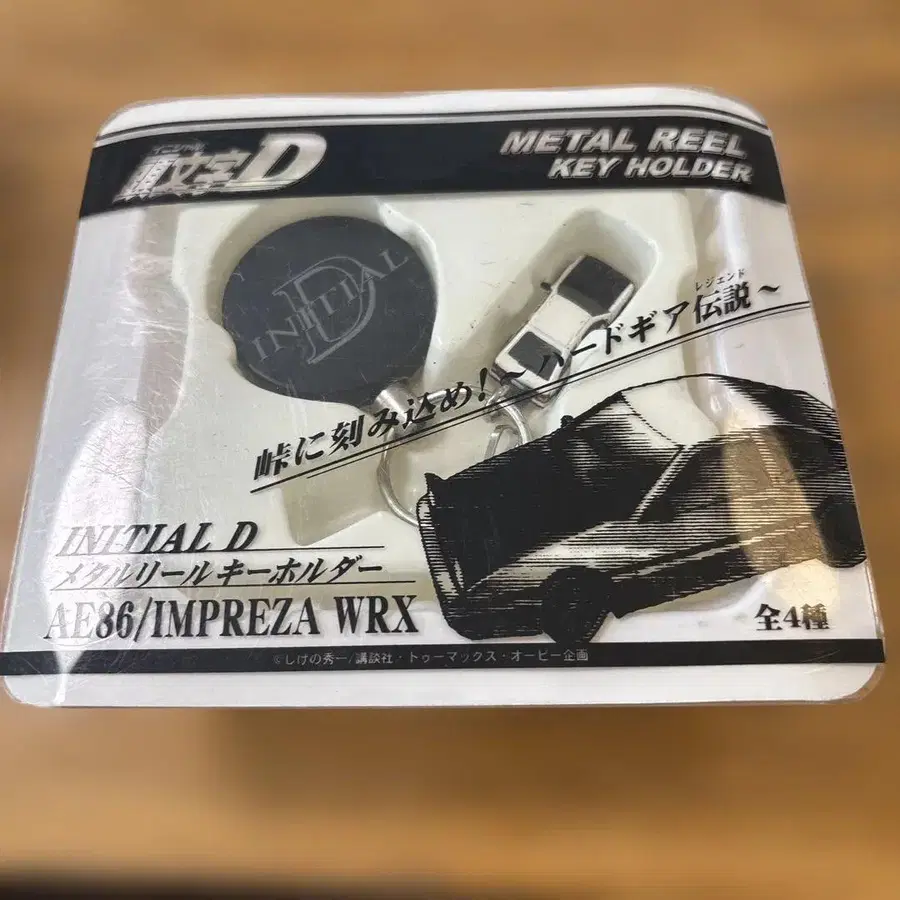 イニシャル
頭文字D
METAL REEL
KEY HOLDER
INITIAL D
レジェンド
峠に刻み込め!~ハードギア伝説~
INITIAL D
メタルリールキーホルダー
AE86/IMPREZA WRX
全4種
©しげの秀一/講談社・トゥーマックス・オービー企画